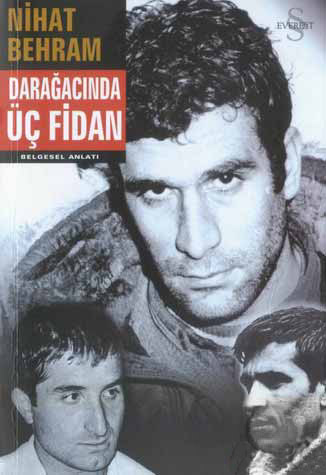 NİHAT
BEHRAM
S
EVEREST
DARAĞACINDA
ÜÇ FİDAN
BELGESEL ANLATI